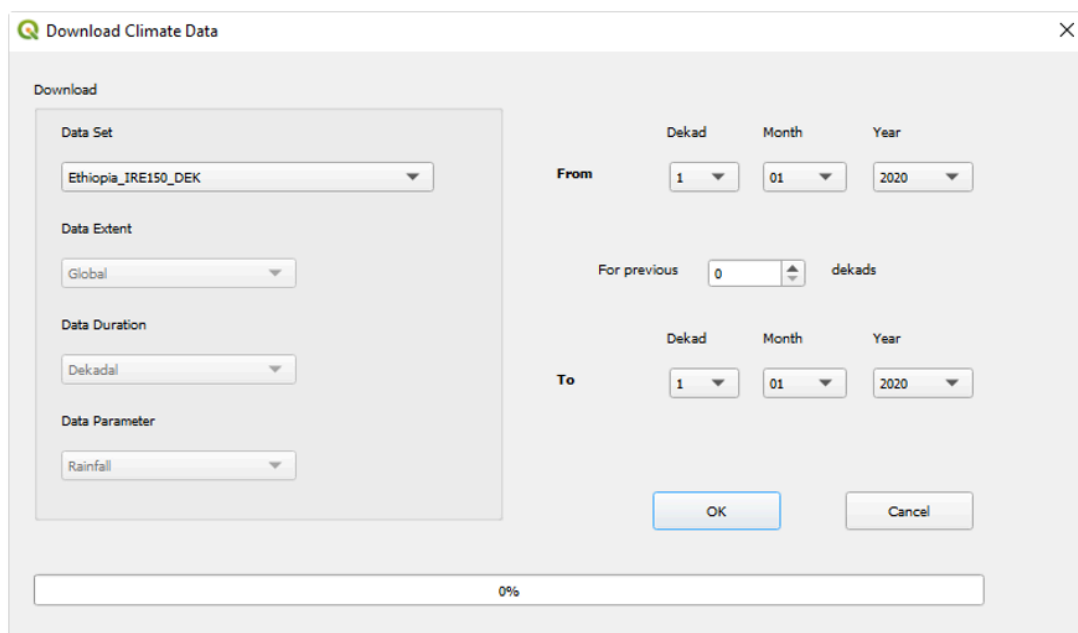 Download Climate Data
Download
Data Set
Ethiopia_IRE150_DEK
Data Extent
Global
Data Duration
Dekadal
Data Parameter
Rainfall
Dekad Month Year
From 1 01 2020
For previous 0 dekads
Dekad Month Year
To 1 01 2020
OK Cancel
0%